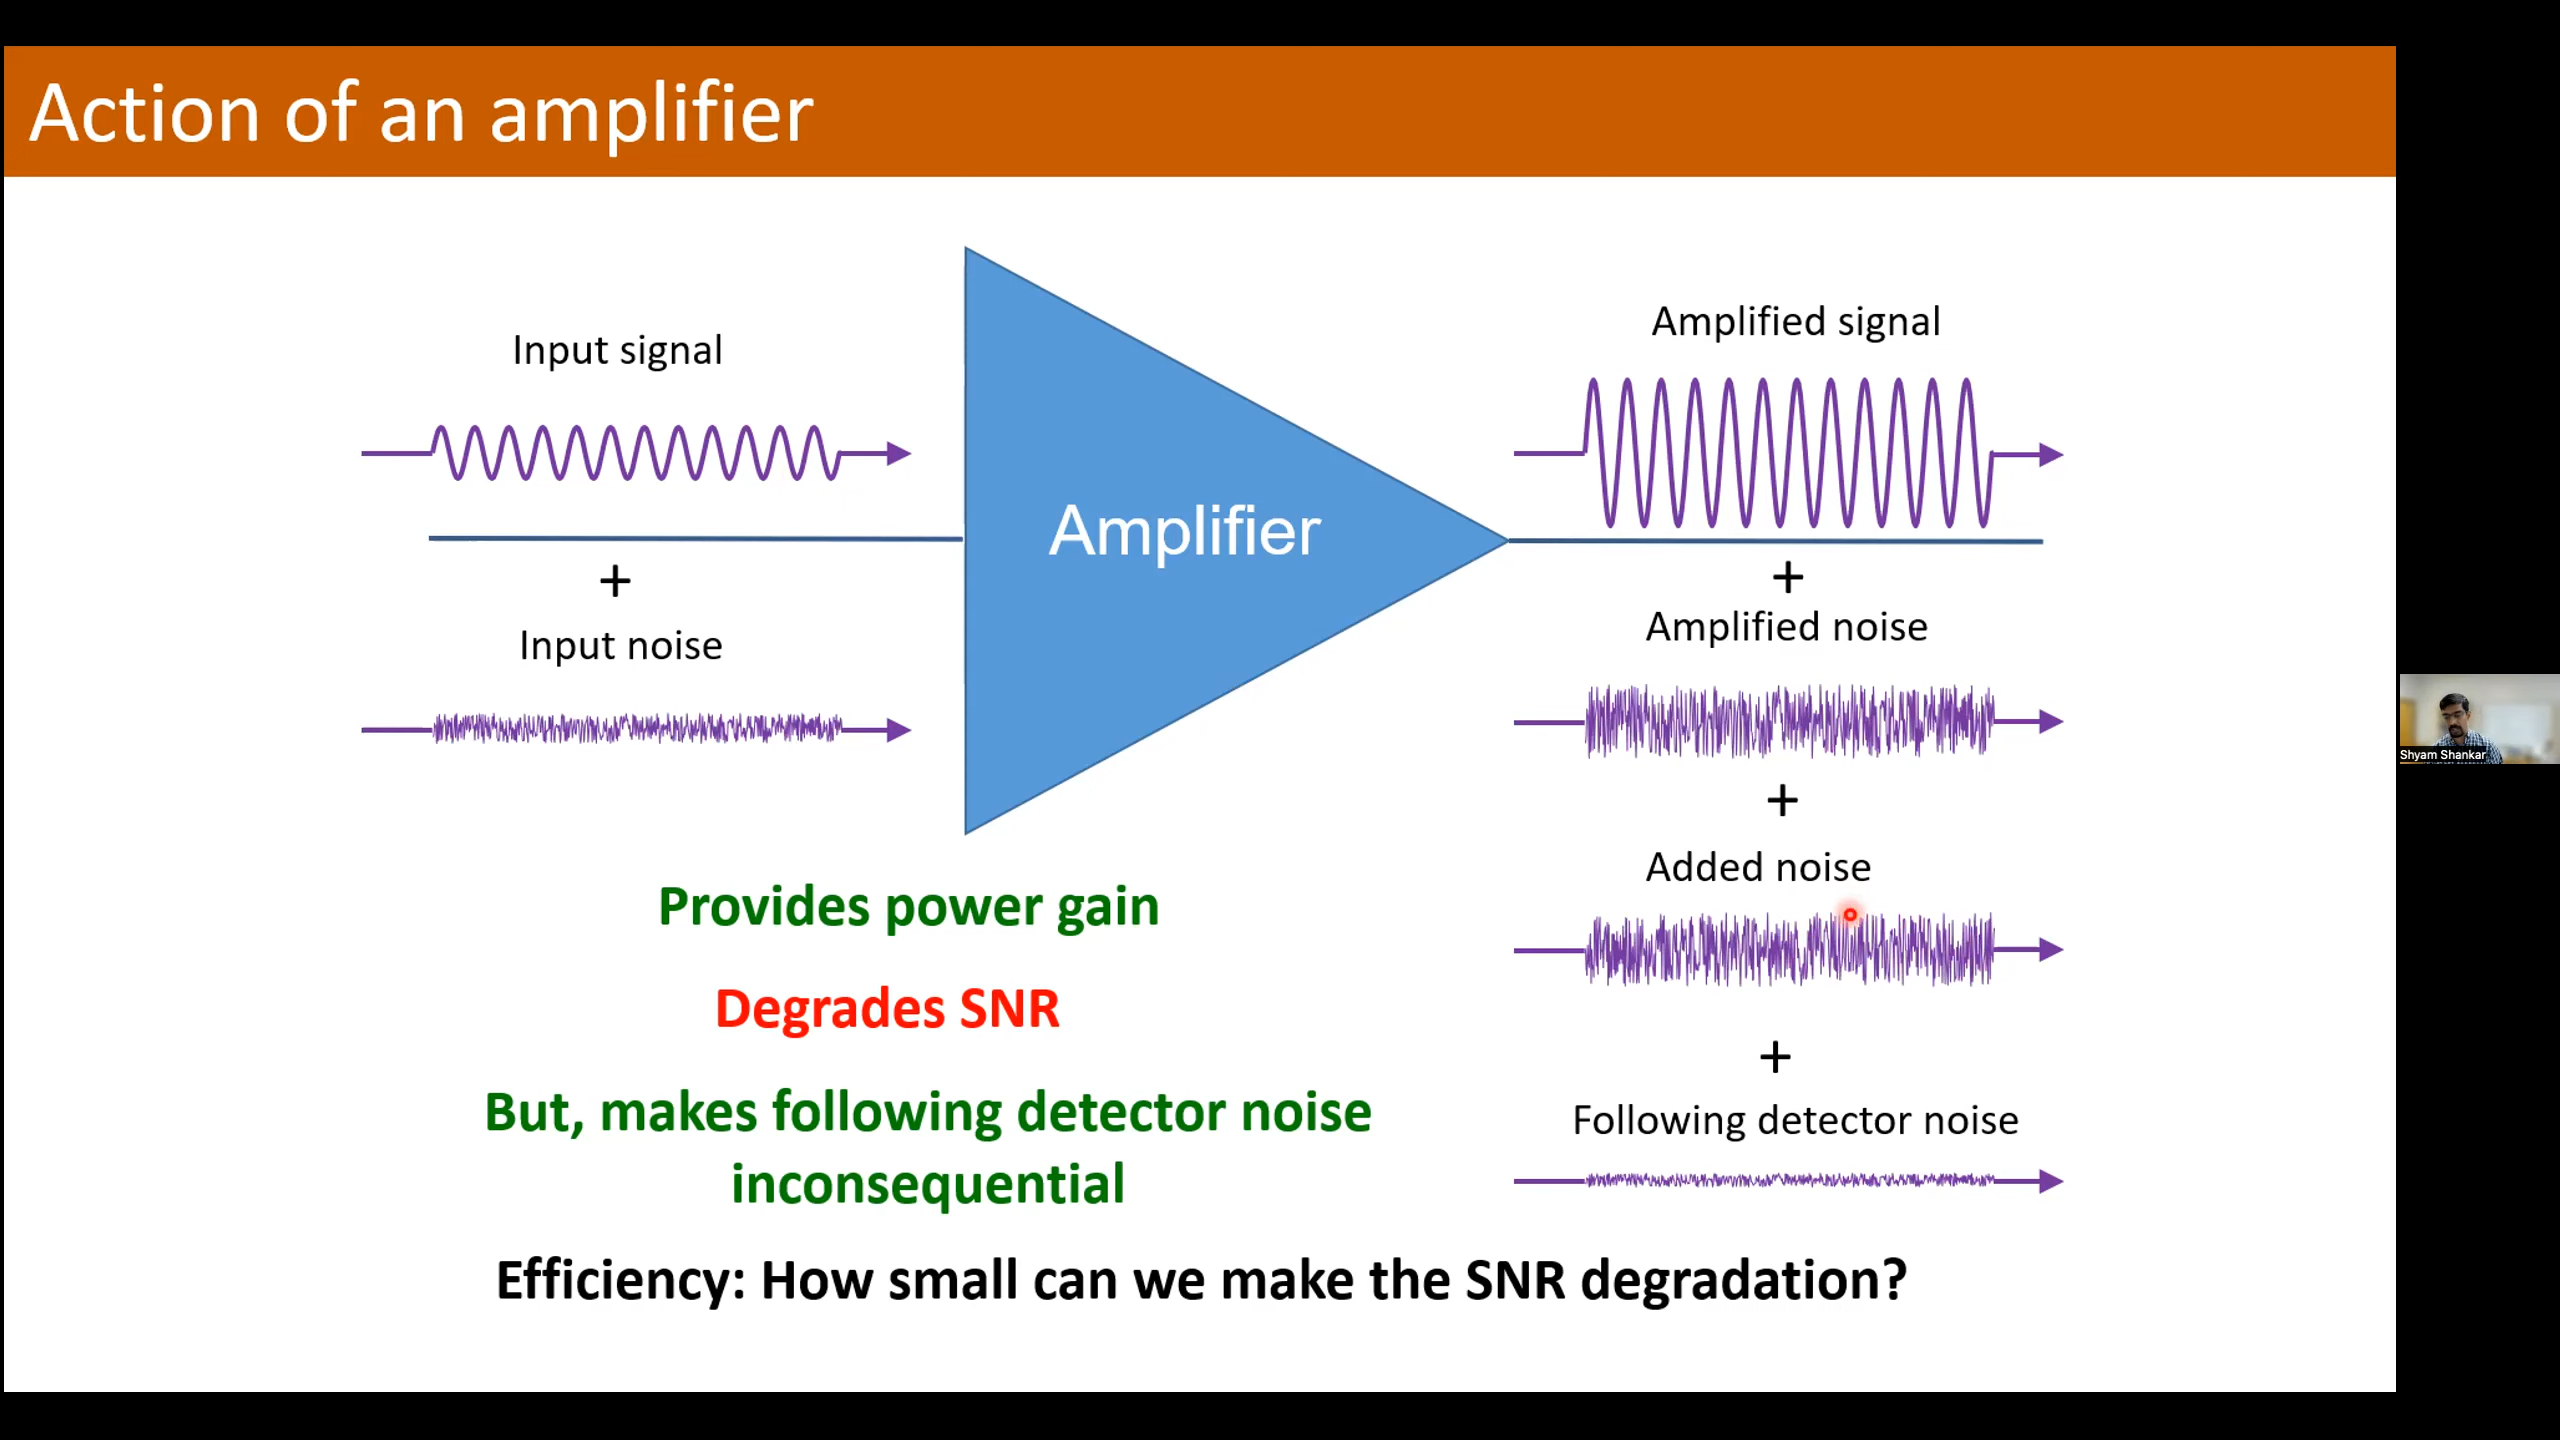 Action of an amplifier
Input signal
+
Input noise
Amplifier
Amplified signal
+
Amplified noise
+
Added noise
+
Following detector noise
Provides power gain
Degrades SNR
But, makes following detector noise
inconsequential
Efficiency: How small can we make the SNR degradation?
Shyam Shankar